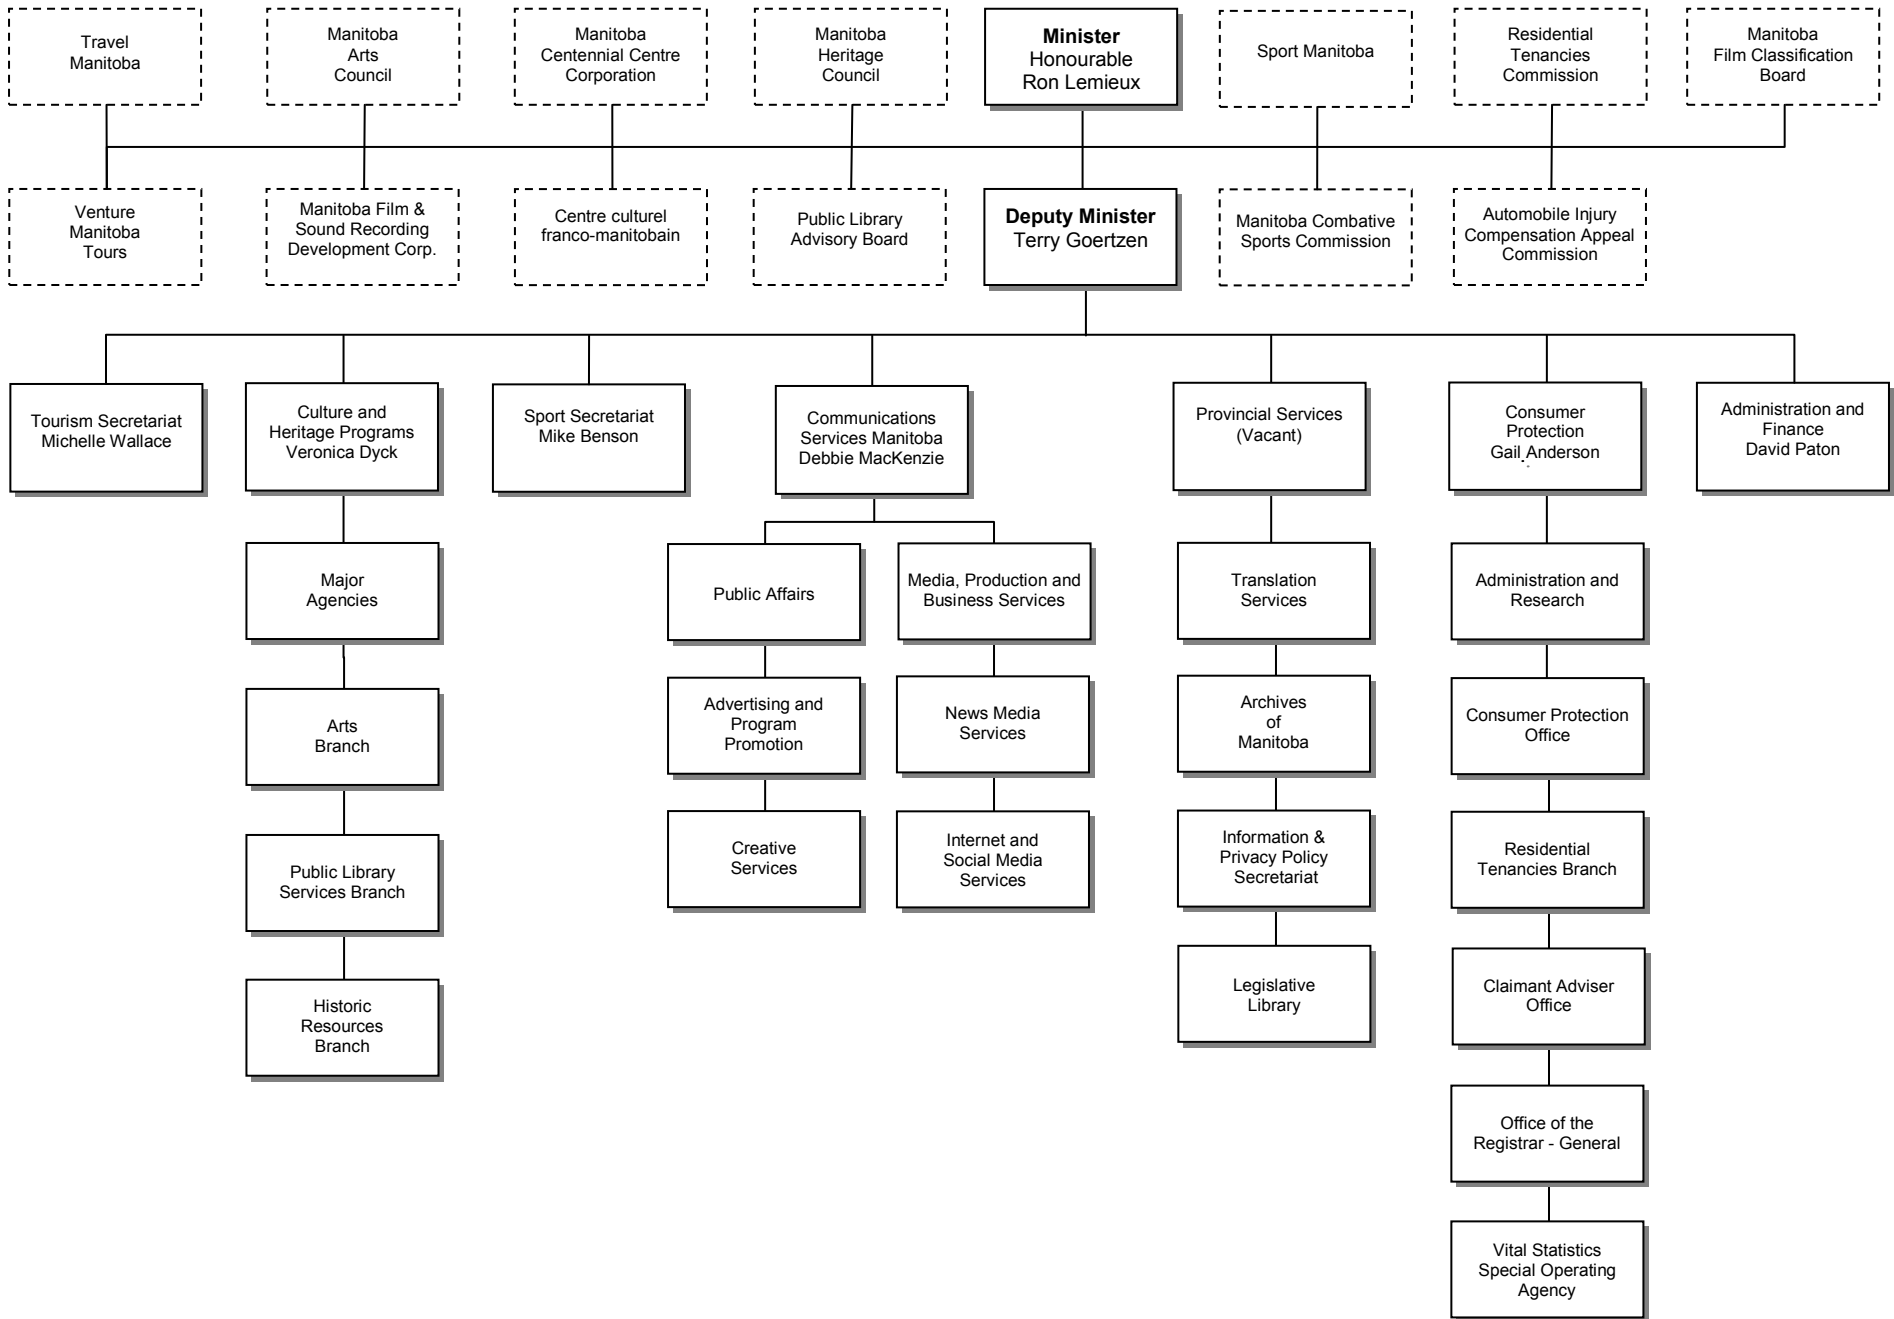 Travel
Manitoba
Manitoba
Arts
Council
Manitoba
Centennial Centre
Corporation
Manitoba
Heritage
Council
Minister
Honourable
Ron Lemieux
Sport Manitoba
Residential
Tenancies
Commission
Manitoba
Film Classification
Board
Venture
Manitoba
Tours
Manitoba Film &
Sound Recording
Development Corp.
Centre culturel
franco-manitobain
Public Library
Advisory Board
Deputy Minister
Terry Goertzen
Manitoba Combative
Sports Commission
Automobile Injury
Compensation Appeal
Commission
Tourism Secretariat
Michelle Wallace
Culture and
Heritage Programs
Veronica Dyck
Sport Secretariat
Mike Benson
Communications
Services Manitoba
Debbie MacKenzie
Provincial Services
(Vacant)
Consumer
Protection
Gail Anderson
Administration and
Finance
David Paton
Major
Agencies
Public Affairs
Media, Production and
Business Services
Translation
Services
Administration and
Research
Arts
Branch
Advertising and
Program
Promotion
News Media
Services
Archives
of
Manitoba
Consumer Protection
Office
Public Library
Services Branch
Creative
Services
Internet and
Social Media
Services
Information &
Privacy Policy
Secretariat
Residential
Tenancies Branch
Historic
Resources
Branch
Legislative
Library
Claimant Adviser
Office
Office of the
Registrar - General
Vital Statistics
Special Operating
Agency